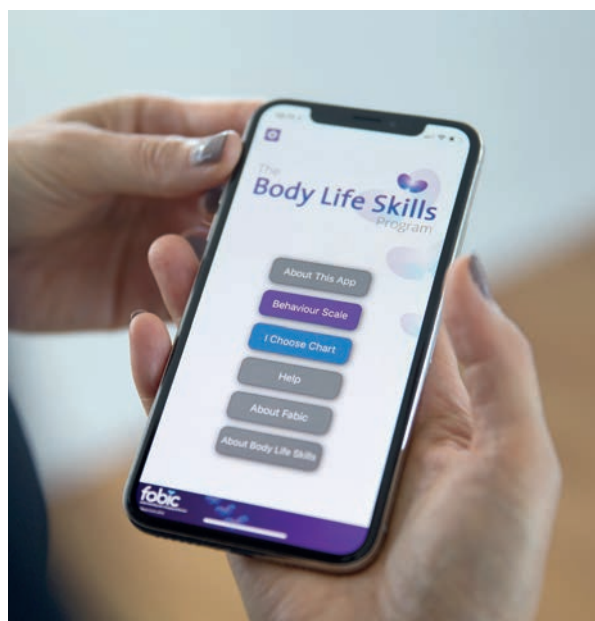 The
Body Life Skills
Program
About This App
Behaviour Scale
I Choose Chart
Help
About Fabic
About Body Life Skills
fabic